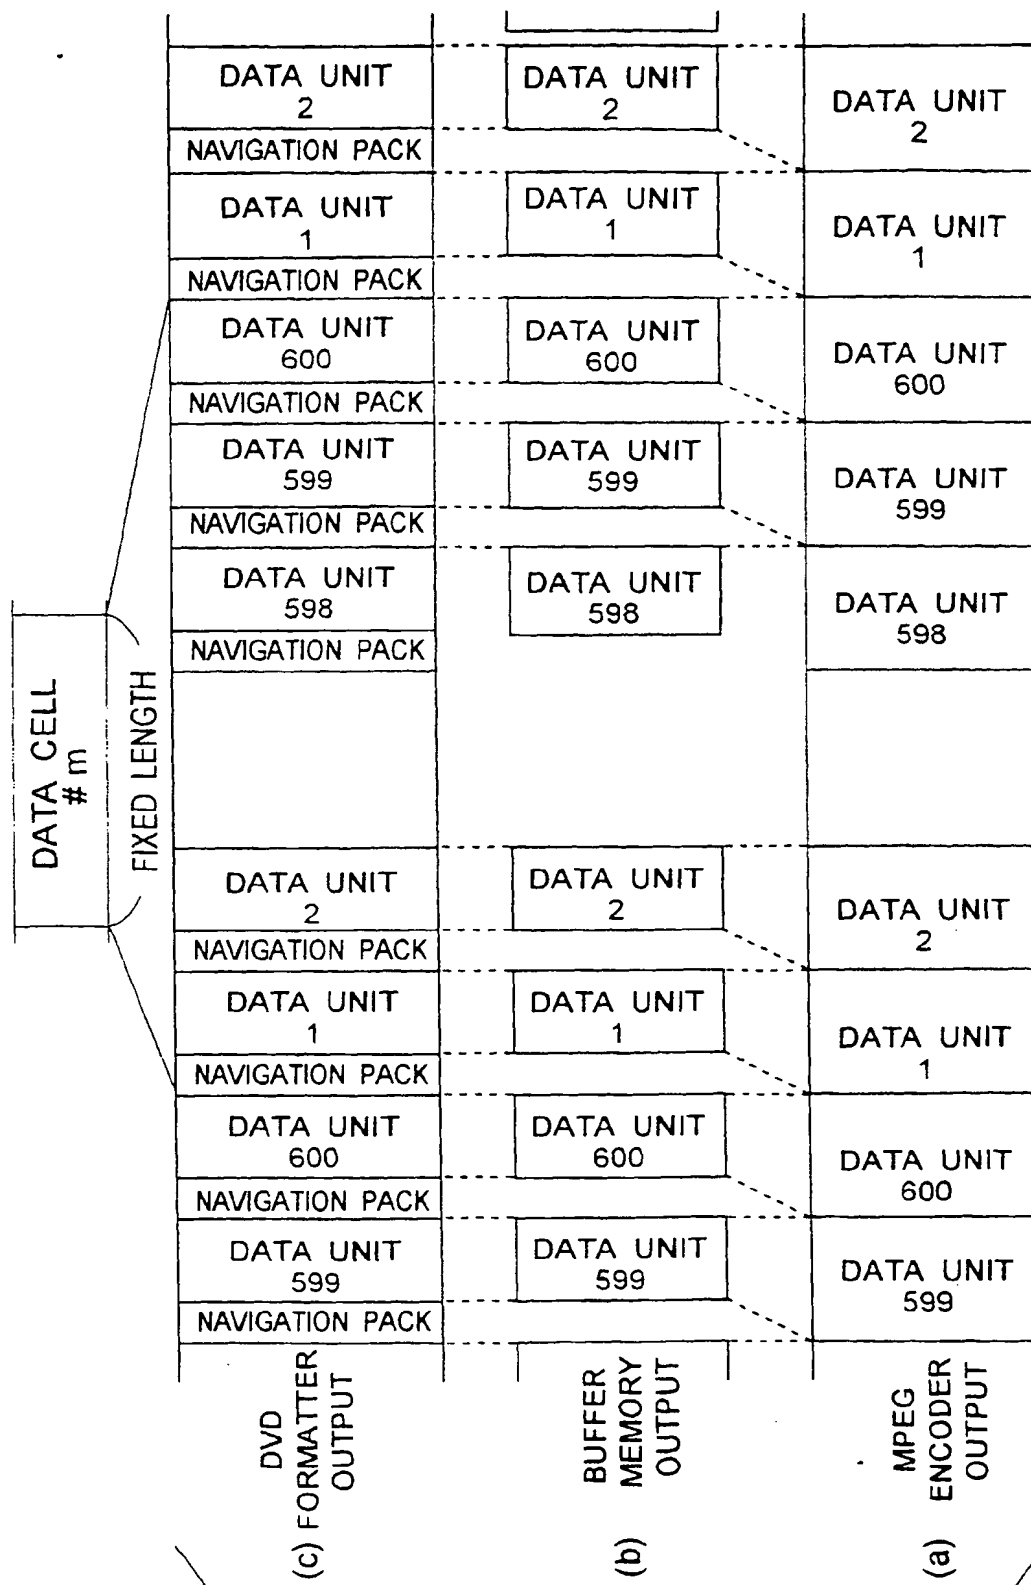 DATA CELL
# m
FIXED LENGTH
(c) DVD
FORMATTER
OUTPUT
NAVIGATION PACK
DATA UNIT
599
NAVIGATION PACK
DATA UNIT
600
NAVIGATION PACK
DATA UNIT
1
NAVIGATION PACK
DATA UNIT
2
NAVIGATION PACK
DATA UNIT
598
NAVIGATION PACK
DATA UNIT
599
NAVIGATION PACK
DATA UNIT
600
NAVIGATION PACK
DATA UNIT
1
NAVIGATION PACK
DATA UNIT
2
(b) BUFFER
MEMORY
OUTPUT
DATA UNIT
599
DATA UNIT
600
DATA UNIT
1
DATA UNIT
2
DATA UNIT
598
DATA UNIT
599
DATA UNIT
600
DATA UNIT
1
DATA UNIT
2
(a) MPEG
ENCODER
OUTPUT
DATA UNIT
599
DATA UNIT
600
DATA UNIT
1
DATA UNIT
2
DATA UNIT
598
DATA UNIT
599
DATA UNIT
600
DATA UNIT
1
DATA UNIT
2